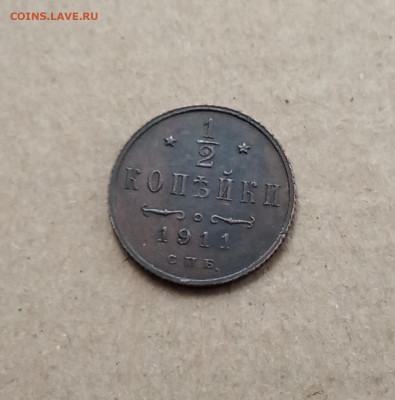 COINS.LAVE.RU
1/2
КОПѢЙКИ
1911
С.П.Б.